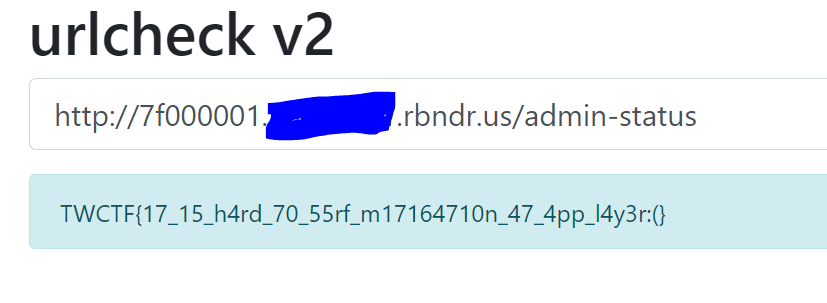 urlcheck v2
http://7f000001. .rbndr.us/admin-status
TWCTF{17_15_h4rd_70_55rf_m17164710n_47_4pp_l4y3r:(}